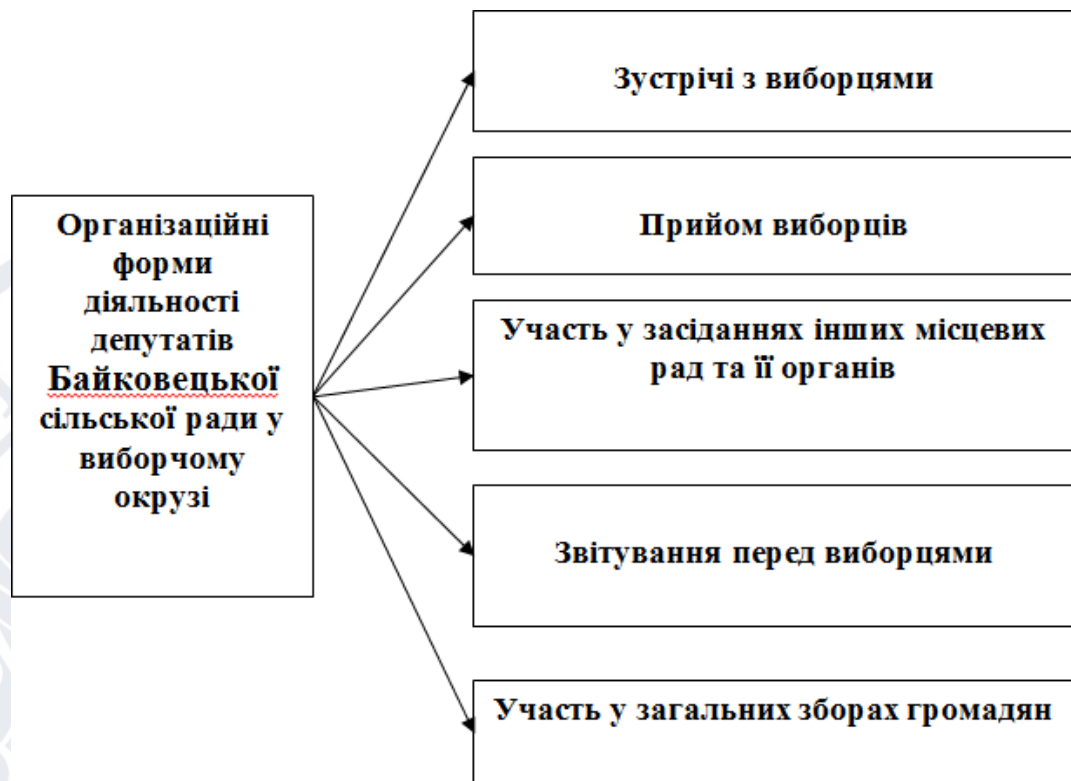 Організаційні
форми
діяльності
депутатів
Байковецької
сільської ради у
виборчому
окрузі
Зустрічі з виборцями
Прийом виборців
Участь у засіданнях інших місцевих
рад та її органів
Звітування перед виборцями
Участь у загальних зборах громадян